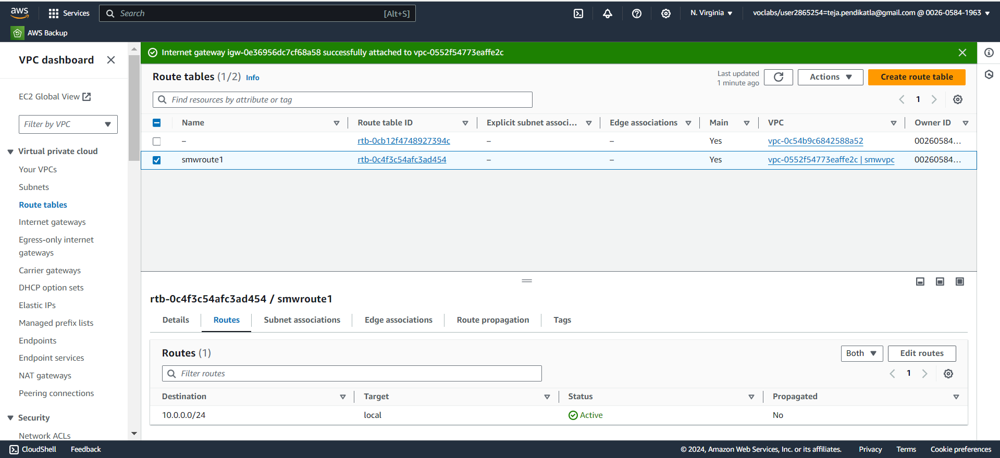 aws
Services
Search
[Alt+S]
N. Virginia
voclabs/user2865254=teja.pendikatla@gmail.com @ 0026-0584-1963
AWS Backup
VPC dashboard
EC2 Global View
Filter by VPC
Virtual private cloud
Your VPCs
Subnets
Route tables
Internet gateways
Egress-only internet
gateways
Carrier gateways
DHCP option sets
Elastic IPs
Managed prefix lists
Endpoints
Endpoint services
NAT gateways
Peering connections
Security
Network ACLs
Internet gateway igw-0e36956dc7cf68a58 successfully attached to vpc-0552f54773eaffe2c
Route tables (1/2) Info
Last updated
1 minute ago
Actions
Create route table
Find resources by attribute or tag
1
Name Route table ID Explicit subnet associ... Edge associations Main VPC Owner ID
– rtb-0cb12f4748927394c – – Yes vpc-0c54b9c6842588a52 00260584...
smwroute1 rtb-0c4f3c54afc3ad454 – – Yes vpc-0552f54773eaffe2c | smwvpc 00260584...
rtb-0c4f3c54afc3ad454 / smwroute1
Details Routes Subnet associations Edge associations Route propagation Tags
Routes (1)
Both
Edit routes
Filter routes
1
Destination Target Status Propagated
10.0.0.0/24 local Active No
CloudShell Feedback © 2024, Amazon Web Services, Inc. or its affiliates. Privacy Terms Cookie preferences